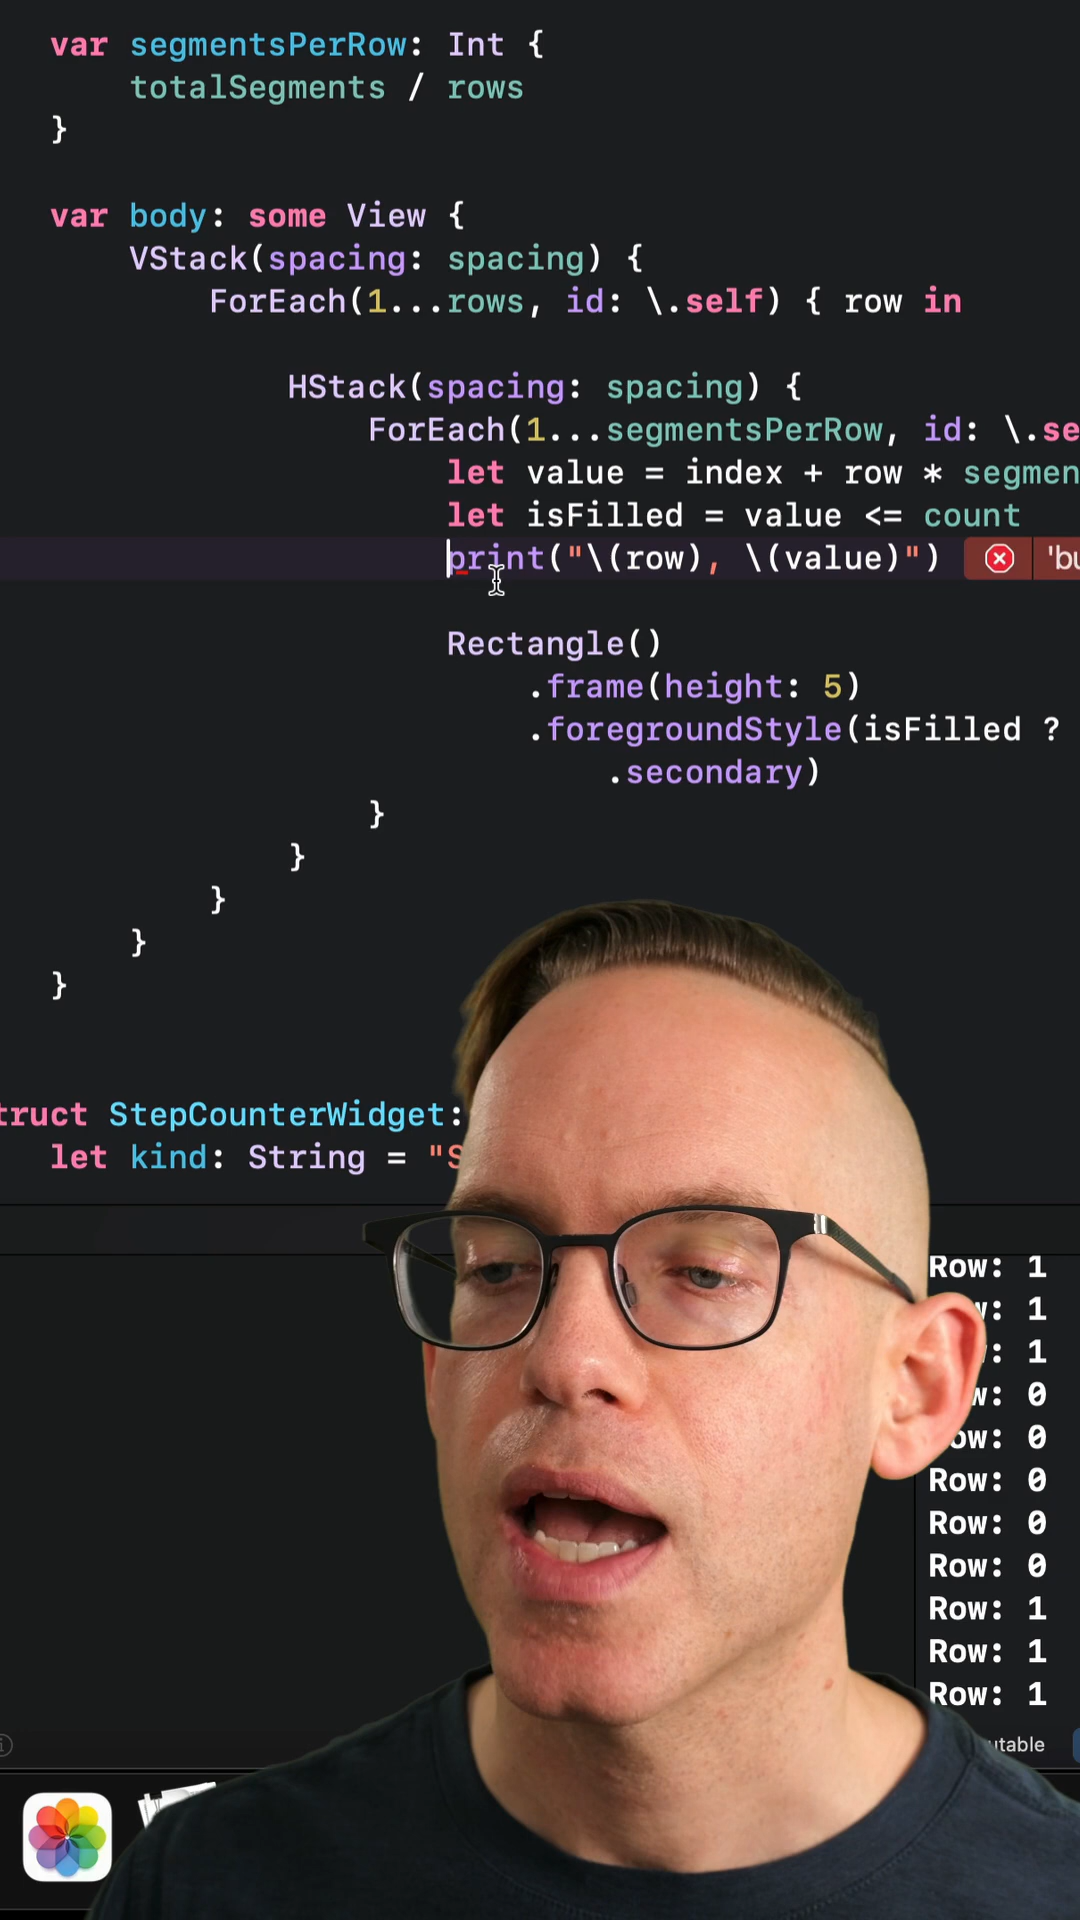 var segmentsPerRow: Int {
totalSegments / rows
}
var body: some View {
VStack(spacing: spacing) {
ForEach(1...rows, id: \.self) { row in
HStack(spacing: spacing) {
ForEach(1...segmentsPerRow, id: \.se
let value = index + row * segmen
let isFilled = value <= count
print("\(row), \(value)") 'bu
Rectangle()
.frame(height: 5)
.foregroundStyle(isFilled ?
.secondary)
}
}
}
}
}
truct StepCounterWidget:
let kind: String = "S
Row: 1
w: 1
: 1
w: 0
ow: 0
Row: 0
Row: 0
Row: 0
Row: 1
Row: 1
Row: 1
utable